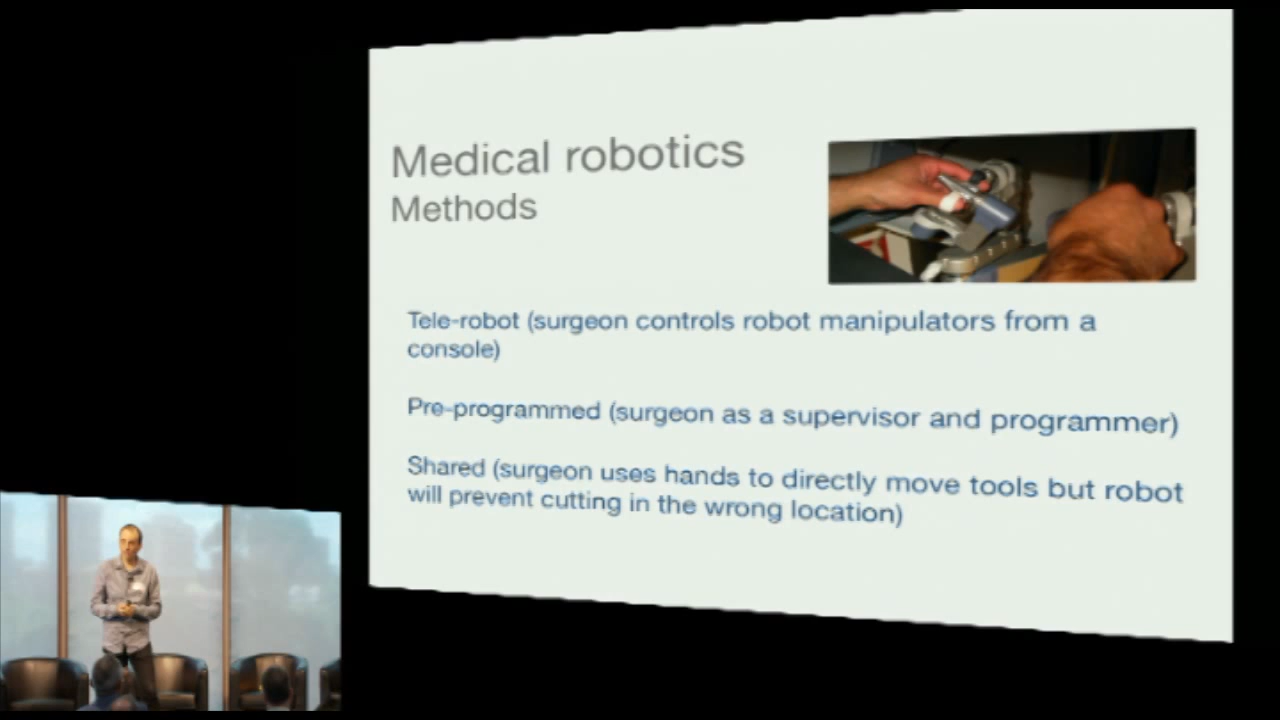 Medical robotics
Methods
Tele-robot (surgeon controls robot manipulators from a
console)
Pre-programmed (surgeon as a supervisor and programmer)
Shared (surgeon uses hands to directly move tools but robot
will prevent cutting in the wrong location)